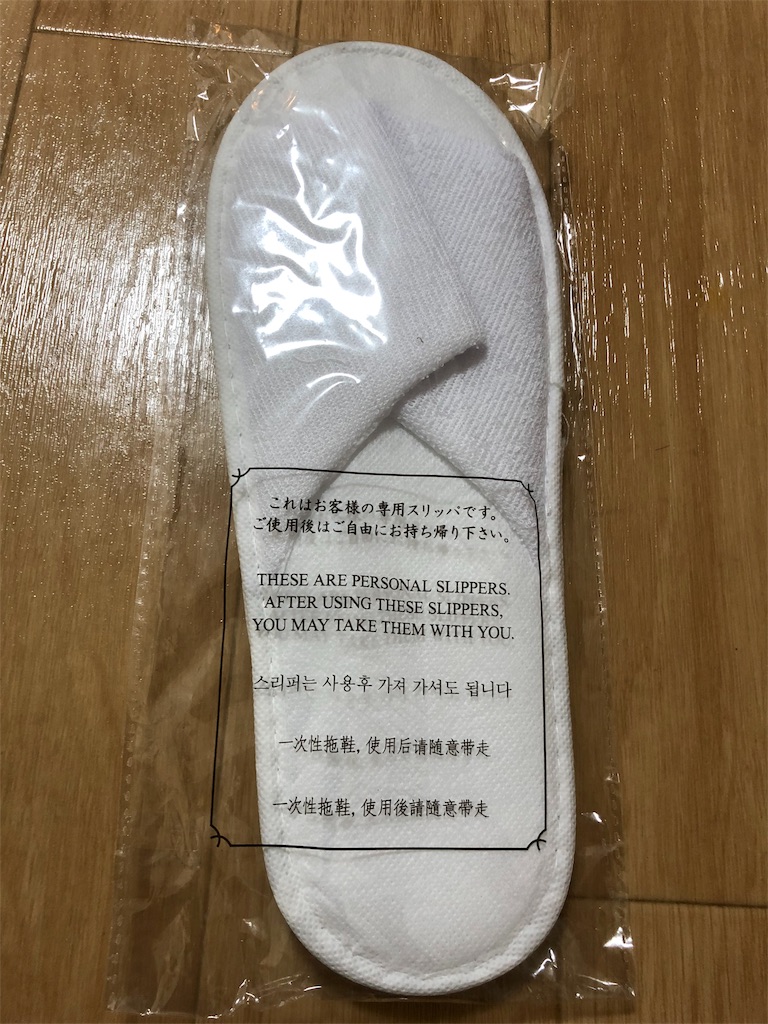 これはお客様の専用スリッパです。
ご使用後はご自由にお持ち帰り下さい。
THESE ARE PERSONAL SLIPPERS.
AFTER USING THESE SLIPPERS,
YOU MAY TAKE THEM WITH YOU.
스리퍼는 사용후 가져 가셔도 됩니다
一次性拖鞋, 使用后请随意带走
一次性拖鞋, 使用後請隨意帶走